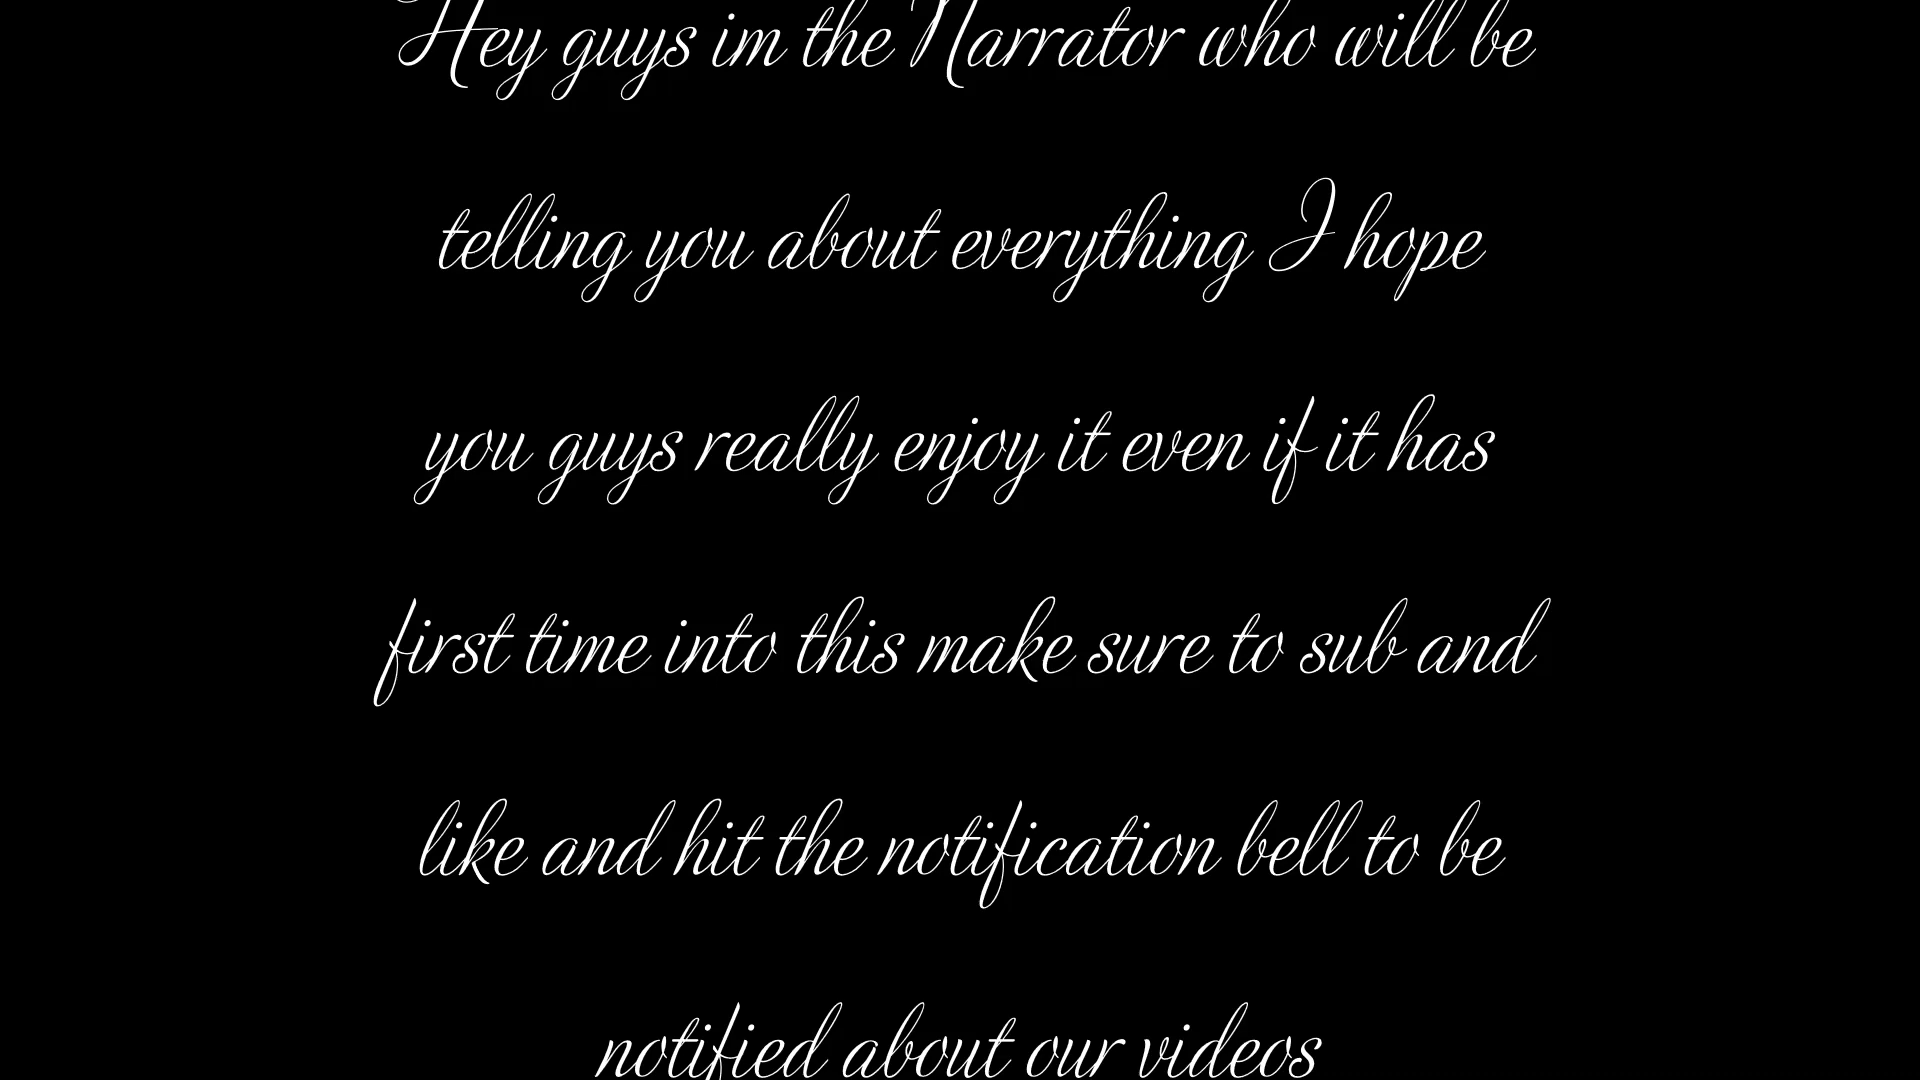 Hey guys im the Narrator who will be
telling you about everything I hope
you guys really enjoy it even if it has
first time into this make sure to sub and
like and hit the notification bell to be
notified about our videos